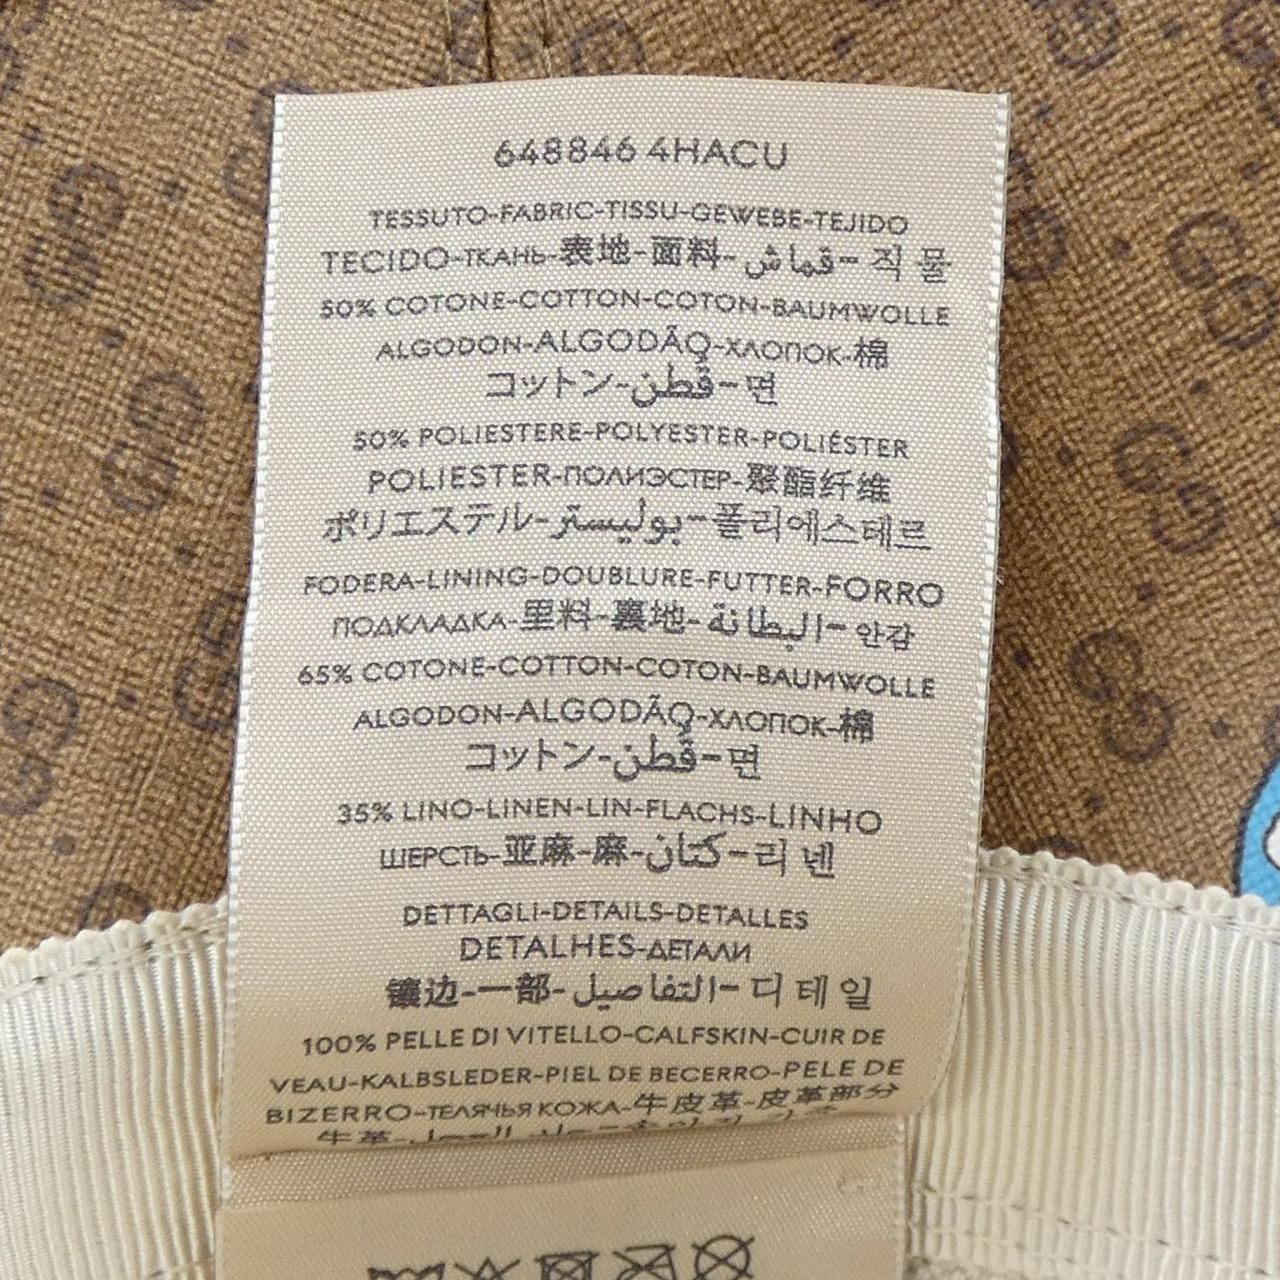 648846 4HACU
TESSUTO-FABRIC-TISSU-GEWEBE-TEJIDO
TECIDO-ТКАНЬ-表地-面料-قماش-직물
50% COTONE-COTTON-COTON-BAUMWOLLE
ALGODON-ALGODÃO-ХЛОПОК-棉
コットン-قطن-면
50% POLIESTERE-POLYESTER-POLIÉSTER
POLIESTER-ПОЛИЭСТЕР-聚酯纤维
ポリエステル-بوليستر-폴리에스테르
FODERA-LINING-DOUBLURE-FUTTER-FORRO
ПОДКЛАДКА-里料-裏地-البطانة-안감
65% COTONE-COTTON-COTON-BAUMWOLLE
ALGODON-ALGODÃO-ХЛОПОК-棉
コットン-قطن-면
35% LINO-LINEN-LIN-FLACHS-LINHO
ШЕРСТЬ-亚麻-麻-كتان-리넨
DETTAGLI-DETAILS-DETALLES
DETALHES-ДЕТАЛИ
镶边-一部-التفاصيل-디테일
100% PELLE DI VITELLO-CALFSKIN-CUIR DE
VEAU-KALBSLEDER-PIEL DE BECERRO-PELE DE
BIZERRO-ТЕЛЯЧЬЯ КОЖА-牛皮革-皮革部分
牛革-